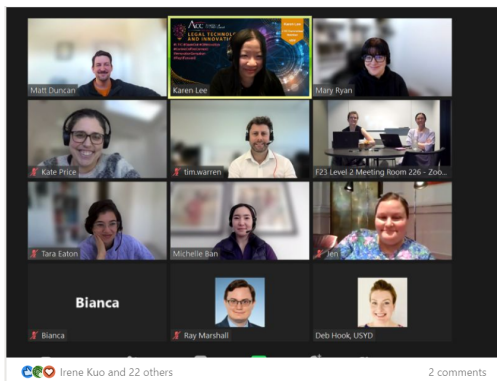 ACC
LEGAL TECHNOLOGY
AND INNOVATI
Matt Duncan
Karen Lee
Mary Ryan
Kate Price
tim.warren
F23 Level 2 Meeting Room 226 - Zoo...
Tara Eaton
Michelle Ban
Jen
Bianca
Bianca
Ray Marshall
Deb Hook, USYD
Irene Kuo and 22 others
2 comments